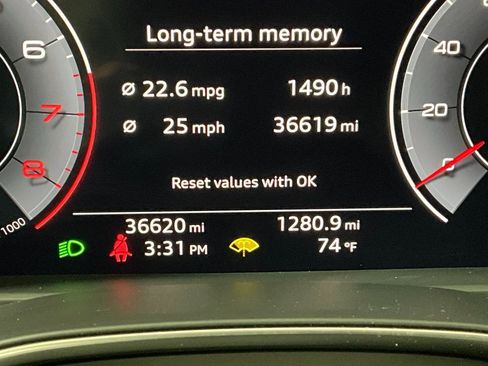 Long-term memory
Ø 22.6 mpg 1490 h
Ø 25 mph 36619 mi
Reset values with OK
36620 mi 1280.9 mi
3:31 PM 74 °F
6
7
8
1000
40
20
0